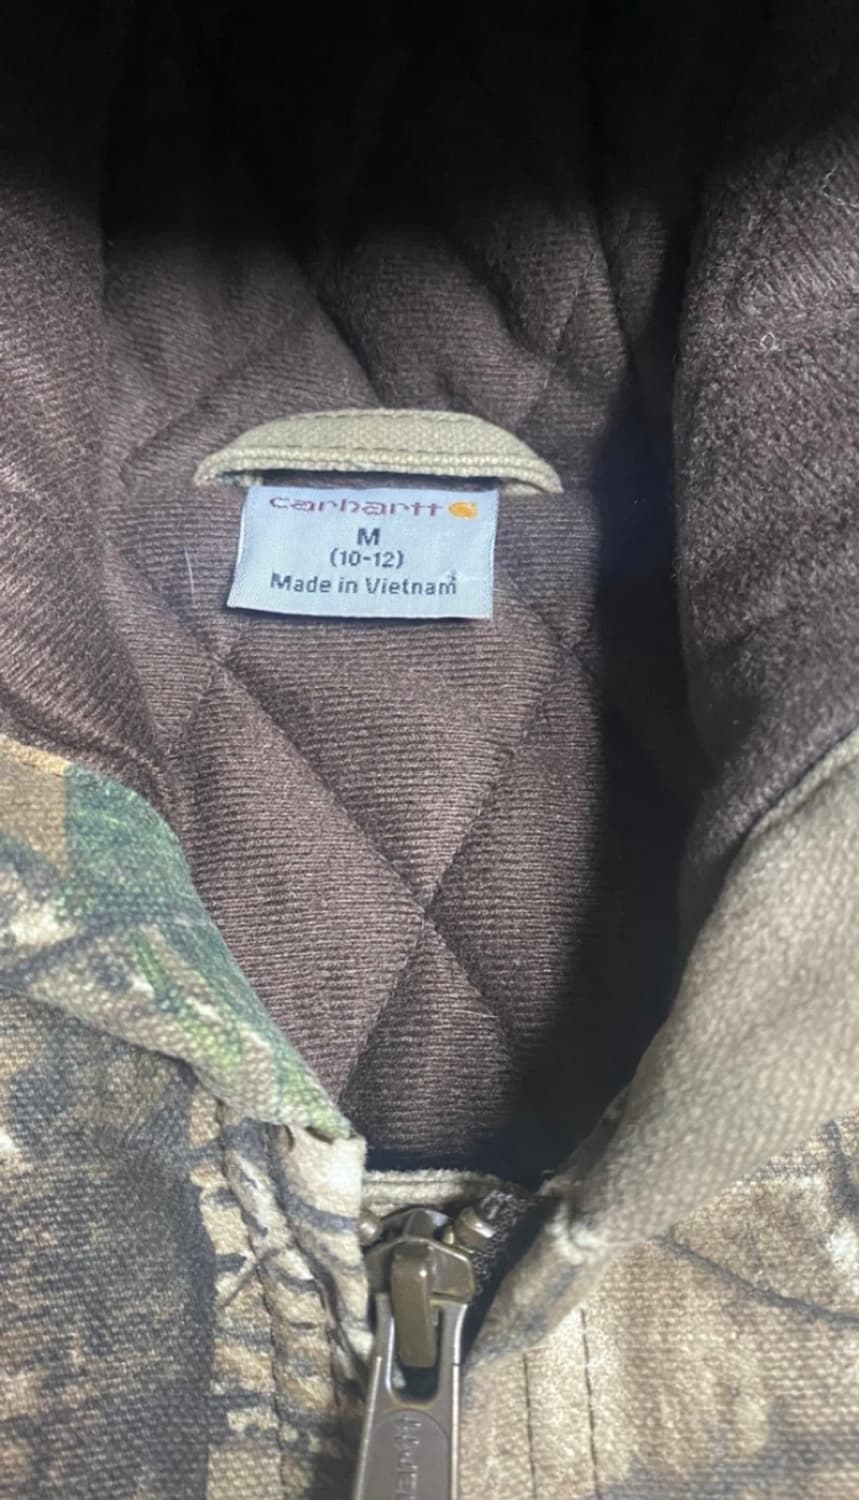 carhartt
M
(10-12)
Made in Vietnam